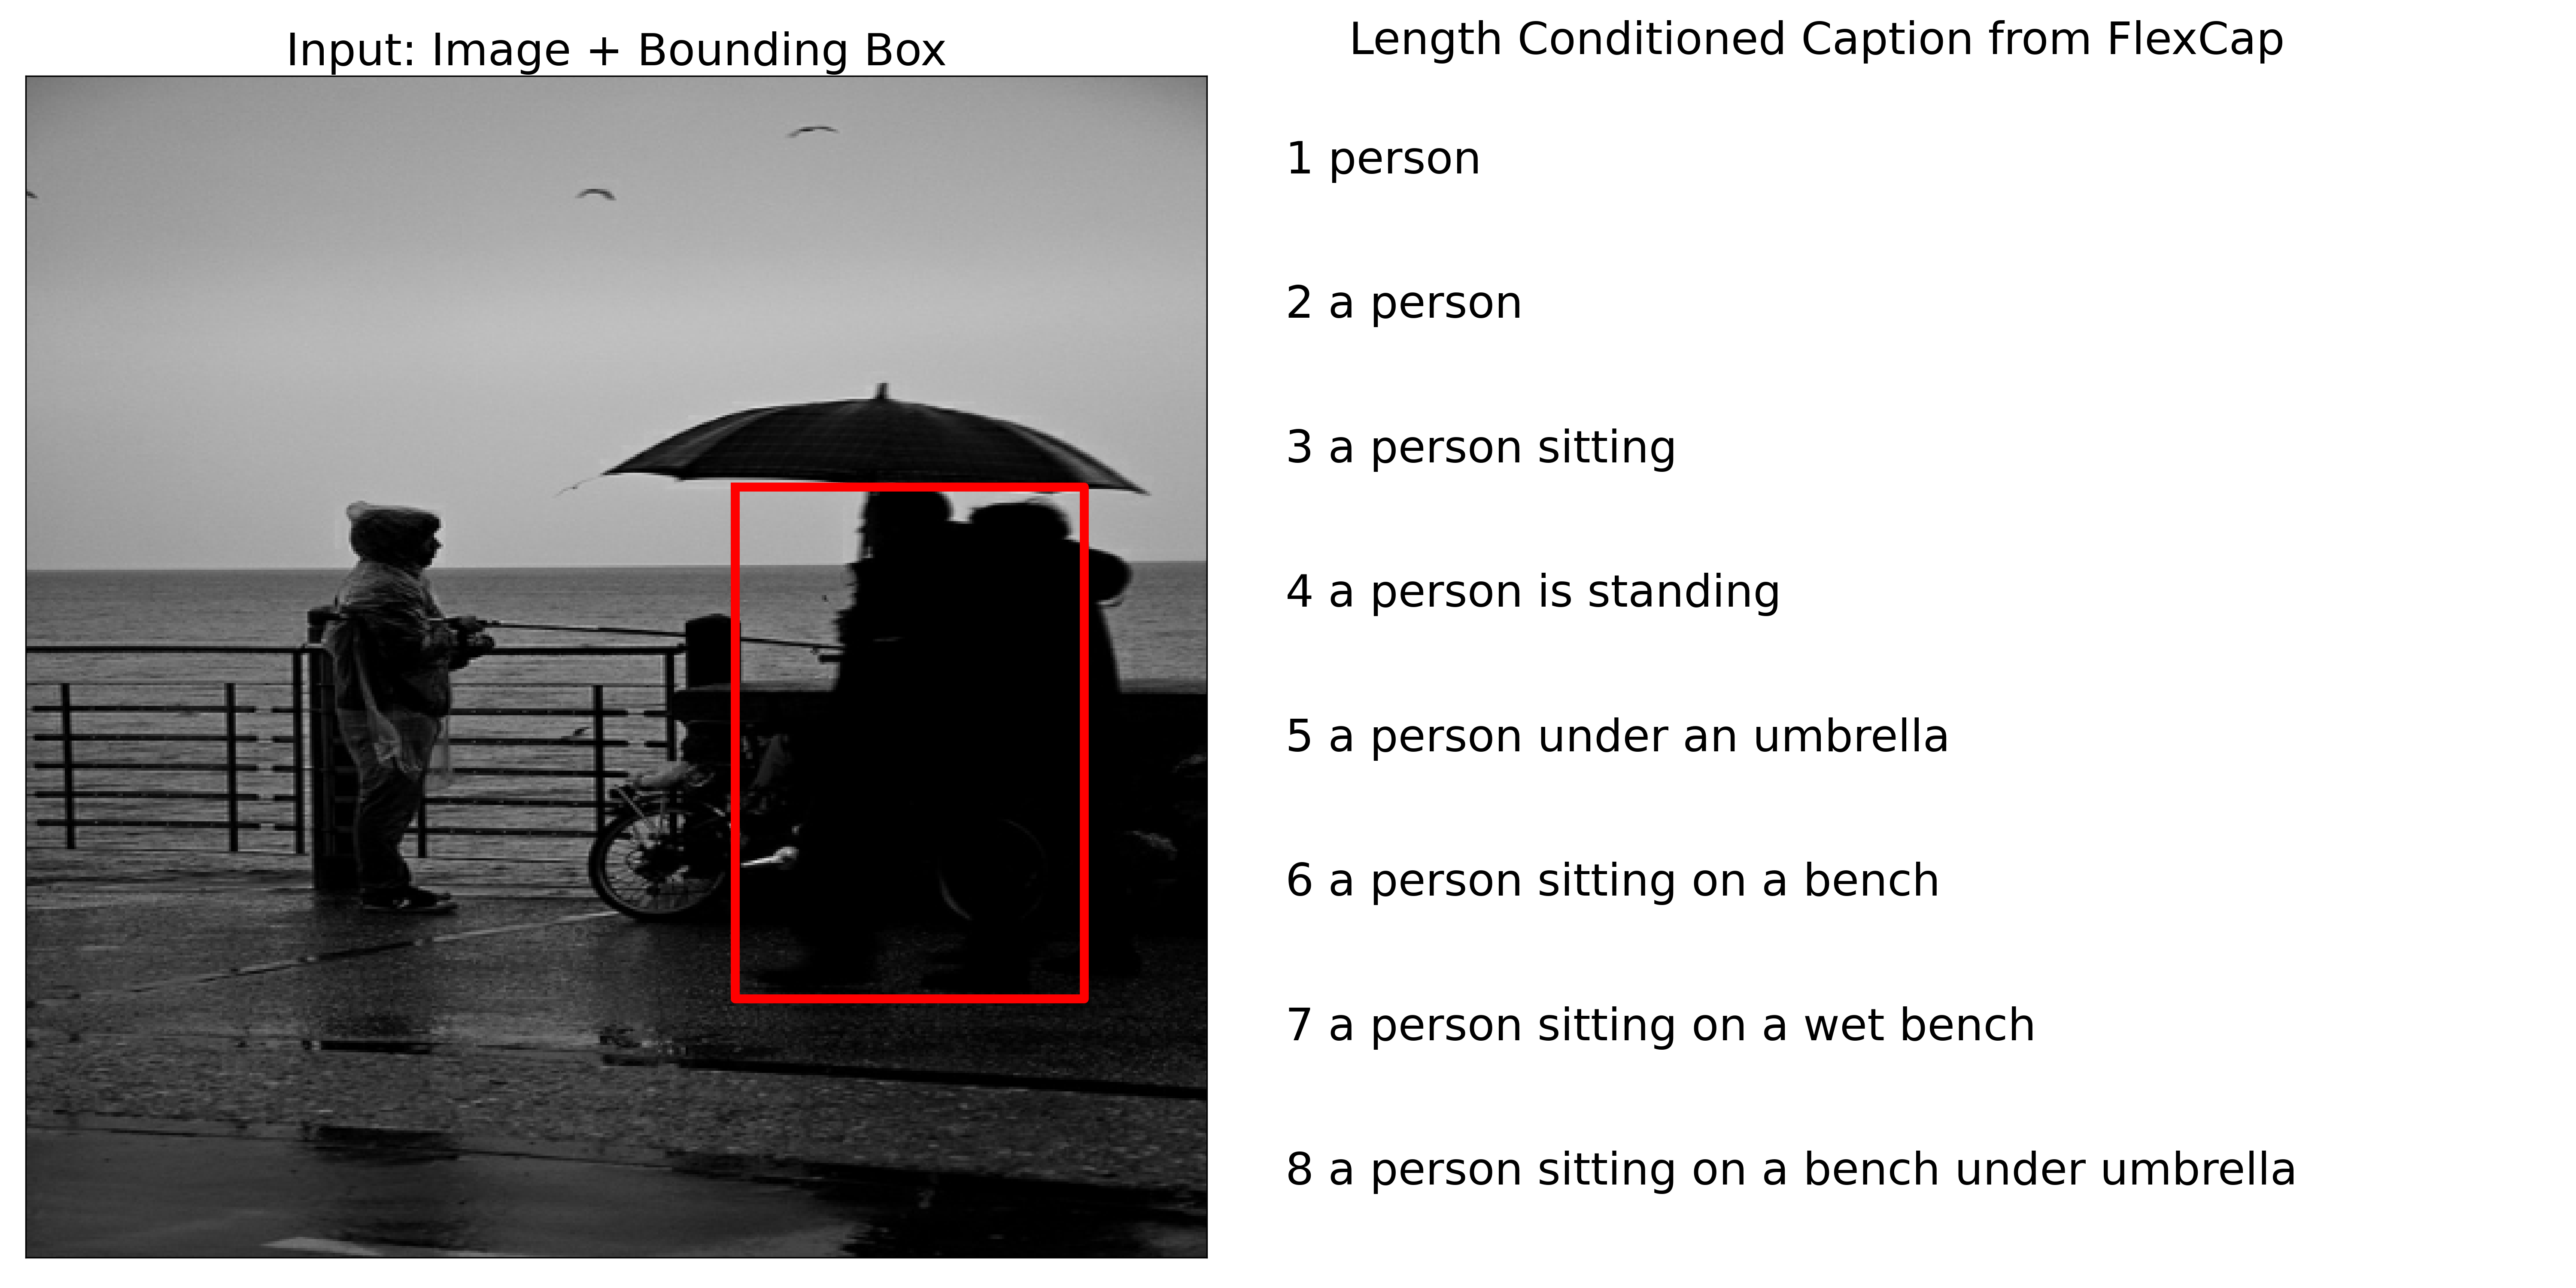 Input: Image + Bounding Box
Length Conditioned Caption from FlexCap
1 person
2 a person
3 a person sitting
4 a person is standing
5 a person under an umbrella
6 a person sitting on a bench
7 a person sitting on a wet bench
8 a person sitting on a bench under umbrella